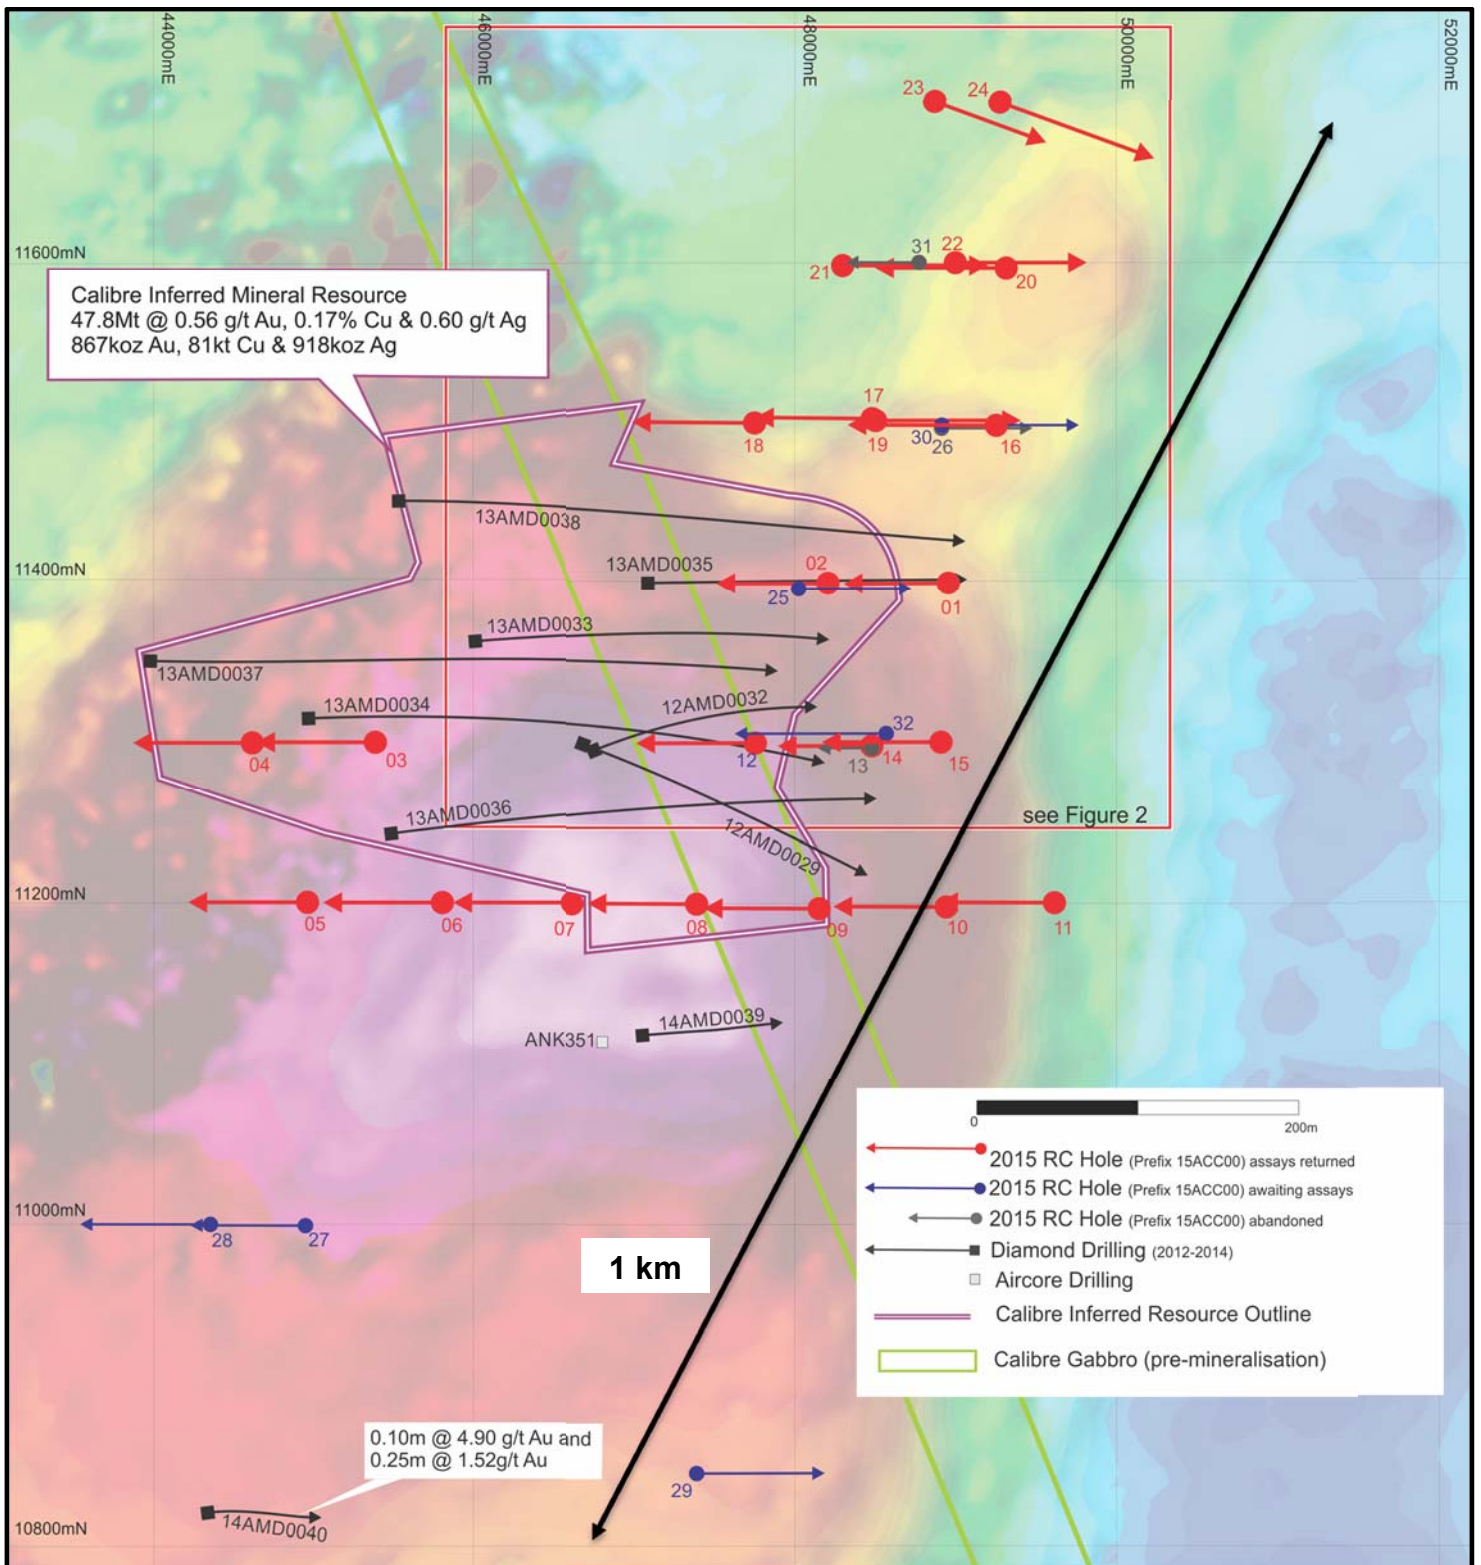 44000mE
46000mE
48000mE
50000mE
52000mE
23
24
11600mN
31
22
21
20
Calibre Inferred Mineral Resource
47.8Mt @ 0.56 g/t Au, 0.17% Cu & 0.60 g/t Ag
867koz Au, 81kt Cu & 918koz Ag
17
18
19
30
26
16
13AMD0038
11400mN
13AMD0035
02
25
01
13AMD0033
13AMD0037
13AMD0034
12AMD0032
32
04
03
12
13
14
15
13AMD0036
12AMD0029
see Figure 2
11200mN
05
06
07
08
09
10
11
14AMD0039
ANK351
0
200m
2015 RC Hole (Prefix 15ACC00) assays returned
2015 RC Hole (Prefix 15ACC00) awaiting assays
2015 RC Hole (Prefix 15ACC00) abandoned
Diamond Drilling (2012-2014)
Aircore Drilling
Calibre Inferred Resource Outline
Calibre Gabbro (pre-mineralisation)
11000mN
28
27
1 km
0.10m @ 4.90 g/t Au and
0.25m @ 1.52g/t Au
29
14AMD0040
10800mN